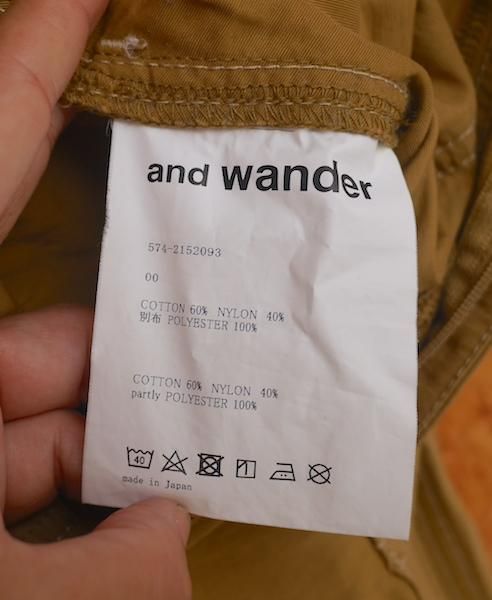 and wander
574-2152093
00
COTTON 60% NYLON 40%
別布 POLYESTER 100%
COTTON 60% NYLON 40%
partly POLYESTER 100%
40
made in Japan